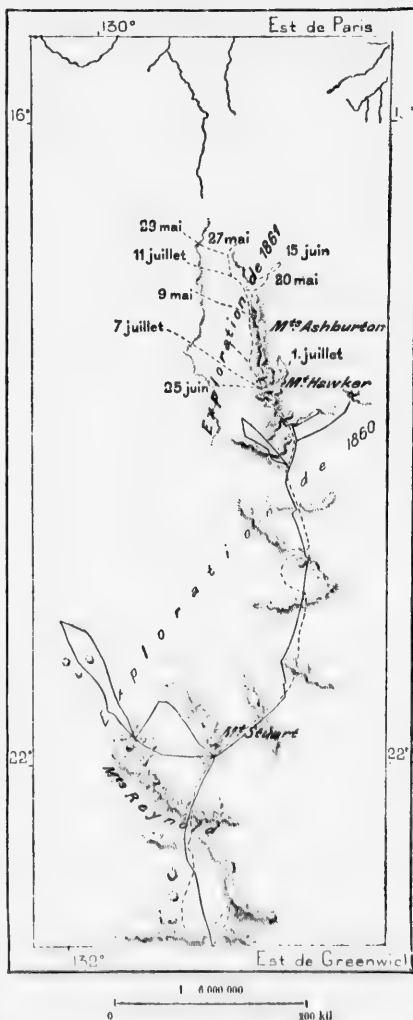 130°
Est de Paris
16°
29 mai
27 mai
Exploration de 1861
15 juin
11 juillet
20 mai
9 mai
Mts Ashburton
7 juillet
1. juillet
25 juin
Mt Hawker
Exploration de 1860
Mt Stuart
22°
22°
Mts Reynold
132°
Est de Greenwich
1 6.000.000
0 200 kil